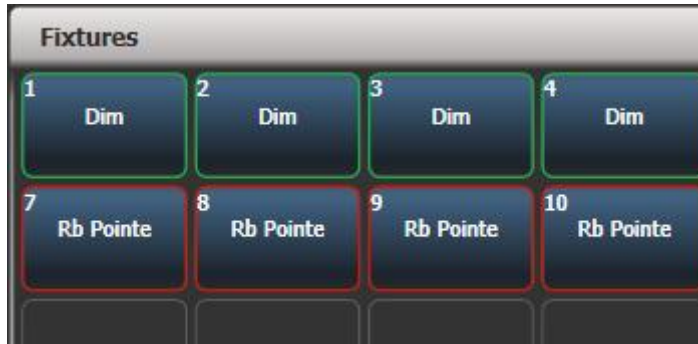 Fixtures
1 2 3 4
Dim Dim Dim Dim
7 8 9 10
Rb Pointe Rb Pointe Rb Pointe Rb Pointe